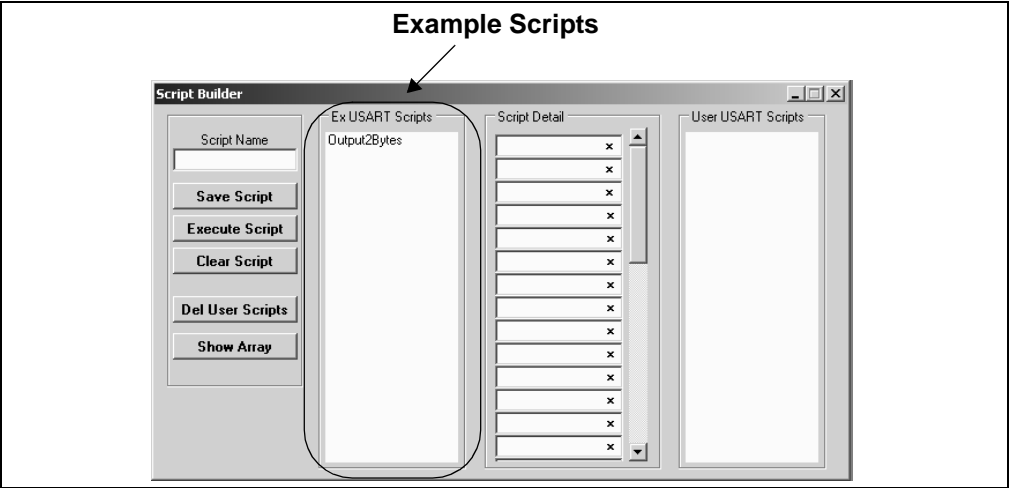 Example Scripts
Script Builder
Script Name
Save Script
Execute Script
Clear Script
Del User Scripts
Show Array
Ex USART Scripts
Output2Bytes
Script Detail
x
x
x
x
x
x
x
x
x
x
x
x
x
x
User USART Scripts